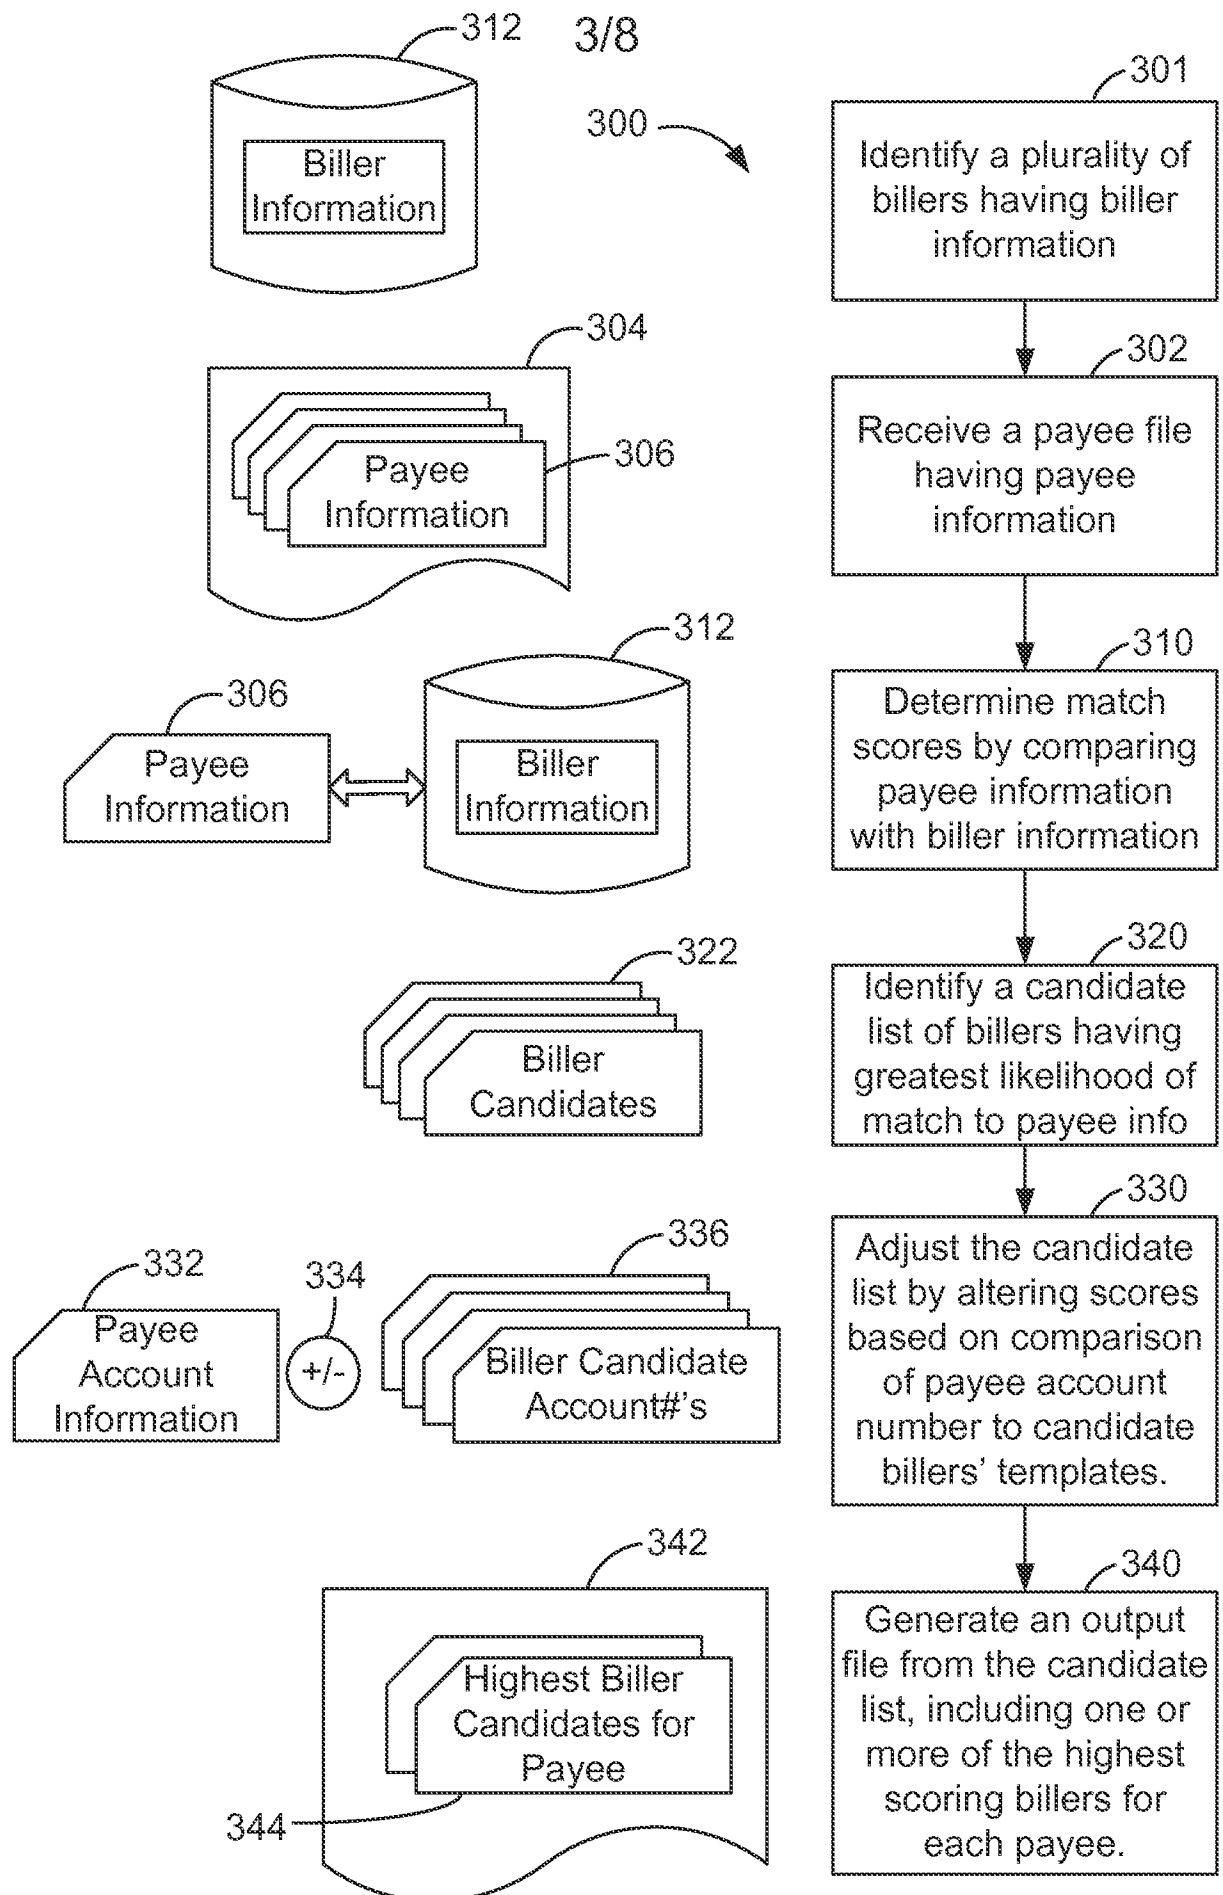 3/8
300
312
Biller
Information
301
Identify a plurality of
billers having biller
information
304
306
Payee
Information
302
Receive a payee file
having payee
information
306
Payee
Information
312
Biller
Information
310
Determine match
scores by comparing
payee information
with biller information
322
Biller
Candidates
320
Identify a candidate
list of billers having
greatest likelihood of
match to payee info
332
Payee
Account
Information
334
+/-
336
Biller Candidate
Account#'s
330
Adjust the candidate
list by altering scores
based on comparison
of payee account
number to candidate
billers' templates.
342
Highest Biller
Candidates for
Payee
344
340
Generate an output
file from the candidate
list, including one or
more of the highest
scoring billers for
each payee.